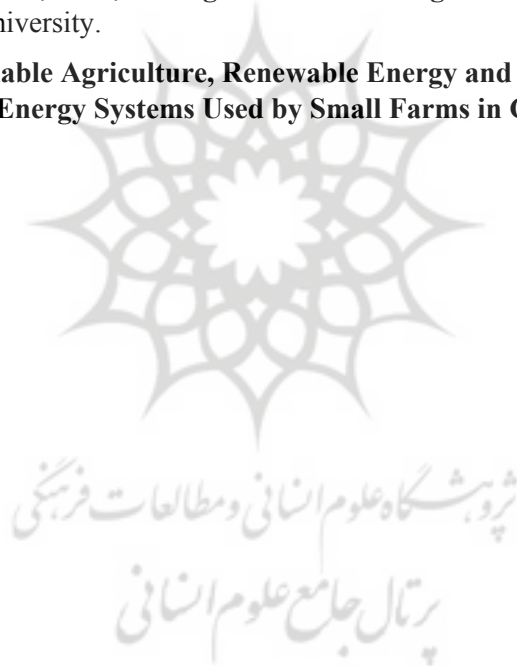 niversity.
able Agriculture, Renewable Energy and
Energy Systems Used by Small Farms in
پژوهشگاه علوم انسانی و مطالعات فرهنگی
پرتال جامع علوم انسانی